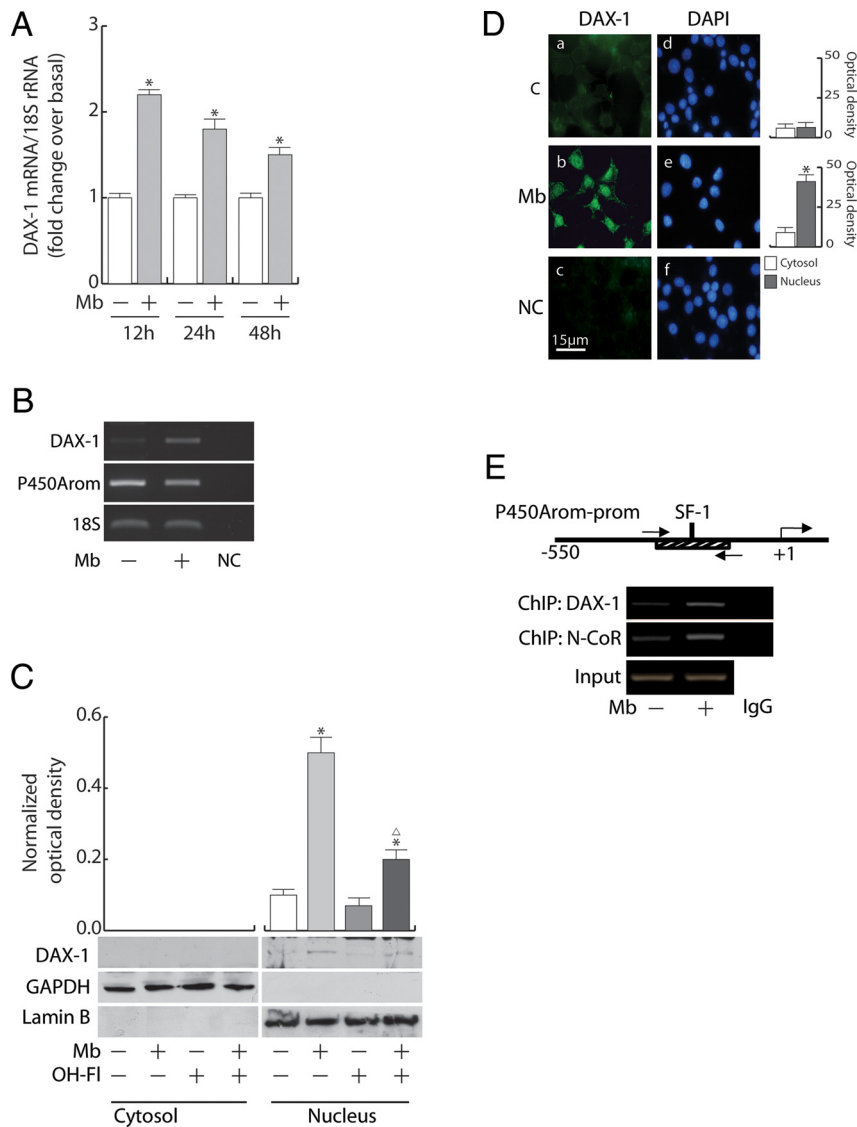 A
DAX-1 mRNA/18S rRNA
(fold change over basal)
3
2
1
0
* * *
Mb − + − + − +
12h 24h 48h
B
DAX-1
P450Arom
18S
Mb − + NC
C
Normalized
optical density
0.6
0.4
0.2
0.0
*
△
*
DAX-1
GAPDH
Lamin B
Mb − + − + − + − +
OH-Fl − − + + − − + +
Cytosol Nucleus
D
DAX-1 DAPI
C
a d
50
25
0
Optical density
Mb
b e
50
25
0
*
Optical density
Cytosol
Nucleus
NC
c f
15µm
E
P450Arom-prom SF-1
-550 +1
ChIP: DAX-1
ChIP: N-CoR
Input
Mb − + IgG